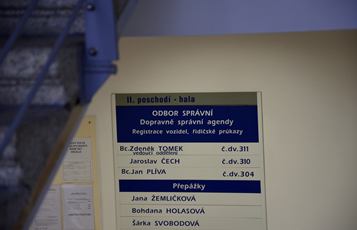 II. poschodí - hala
ODBOR SPRÁVNÍ
Dopravně správní agendy
Registrace vozidel, řidičské průkazy
Bc.Zdeněk TOMEK č.dv. 311
vedoucí oddělení
Jaroslav ČECH č.dv. 310
Bc.Jan PLÍVA č.dv. 304
Přepážky
Jana ŽEMLIČKOVÁ
Bohdana HOLASOVÁ
Šárka SVOBODOVÁ